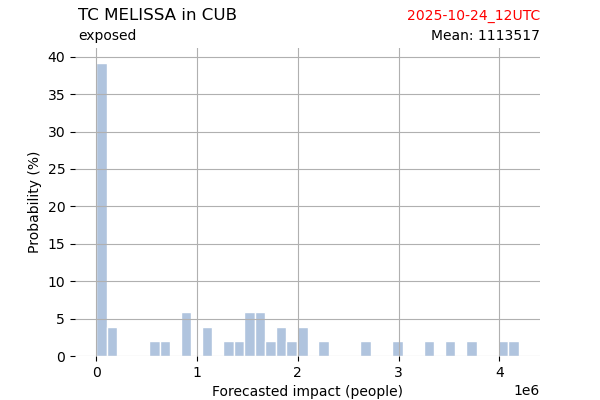 TC MELISSA in CUB
2025-10-24_12UTC
exposed
Mean: 1113517
40
35
30
25
20
15
10
5
0
Probability (%)
0 1 2 3 4
1e6
Forecasted impact (people)